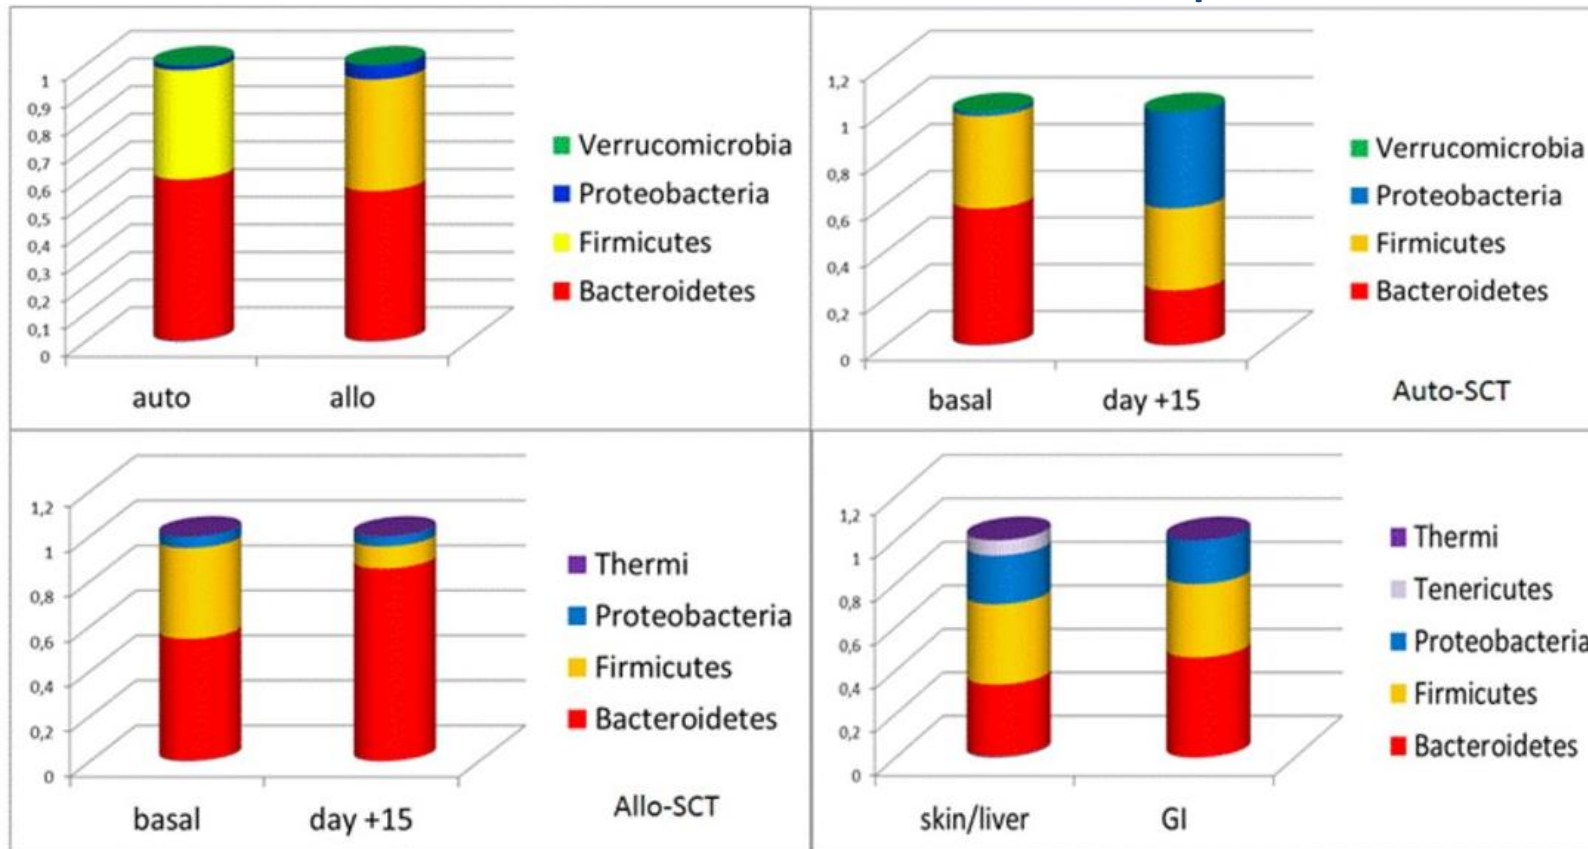 1
0,9
0,8
0,7
0,6
0,5
0,4
0,3
0,2
0,1
0
auto allo
Verrucomicrobia
Proteobacteria
Firmicutes
Bacteroidetes
1,2
1
0,8
0,6
0,4
0,2
0
basal day +15
Verrucomicrobia
Proteobacteria
Firmicutes
Bacteroidetes
Auto-SCT
1,2
1
0,8
0,6
0,4
0,2
0
basal day +15
Thermi
Proteobacteria
Firmicutes
Bacteroidetes
Allo-SCT
1,2
1
0,8
0,6
0,4
0,2
0
skin/liver GI
Thermi
Tenericutes
Proteobacteria
Firmicutes
Bacteroidetes